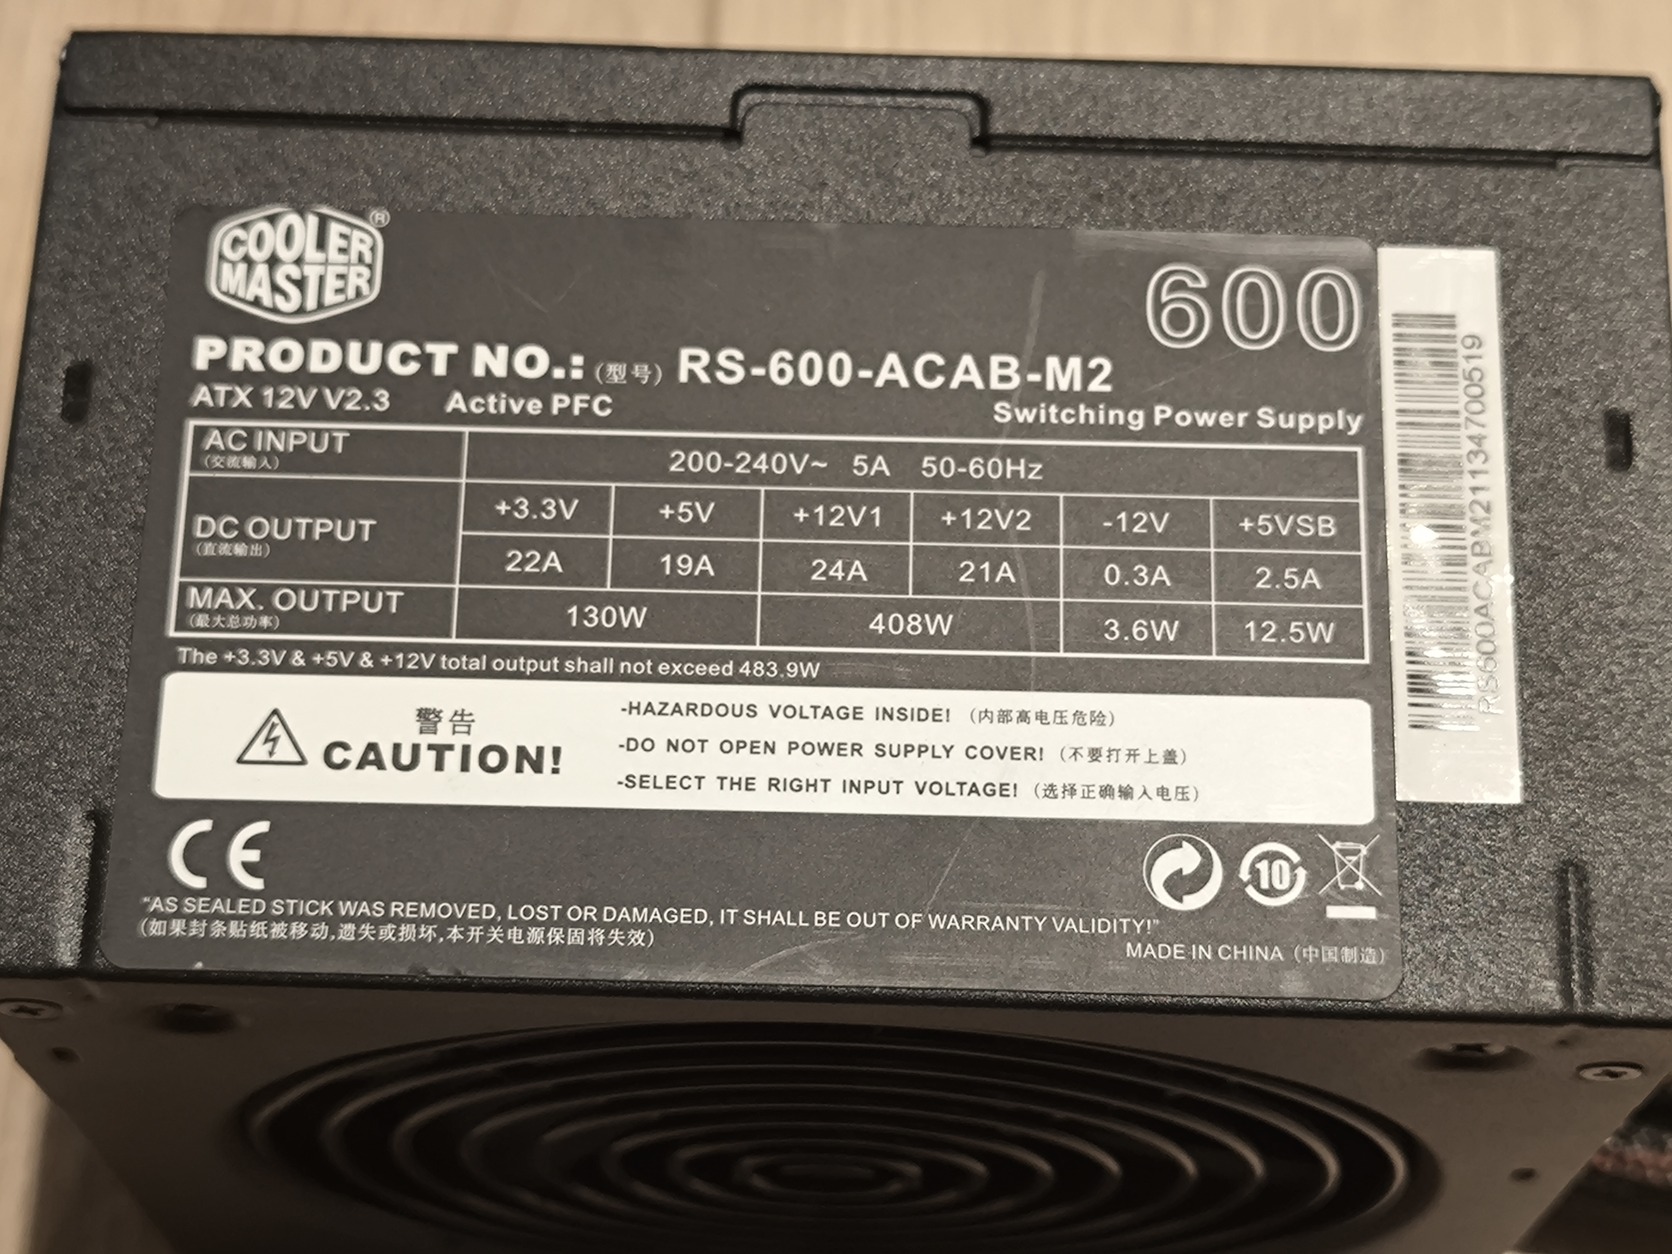 COOLER
MASTER®
600
PRODUCT NO.: (型号) RS-600-ACAB-M2
ATX 12V V2.3 Active PFC Switching Power Supply
AC INPUT 200-240V~ 5A 50-60Hz
(交流输入)
+3.3V +5V +12V1 +12V2 -12V +5VSB
DC OUTPUT
(直流输出)
22A 19A 24A 21A 0.3A 2.5A
MAX. OUTPUT 130W 408W 3.6W 12.5W
(最大总功率)
The +3.3V & +5V & +12V total output shall not exceed 483.9W
警告
CAUTION!
-HAZARDOUS VOLTAGE INSIDE! (内部高电压危险)
-DO NOT OPEN POWER SUPPLY COVER! (不要打开上盖)
-SELECT THE RIGHT INPUT VOLTAGE! (选择正确输入电压)
CE
10
"AS SEALED STICK WAS REMOVED, LOST OR DAMAGED, IT SHALL BE OUT OF WARRANTY VALIDITY!"
(如果封条贴纸被移动,遗失或损坏,本开关电源保固将失效)
MADE IN CHINA (中国制造)
RS600ACABM21134700519